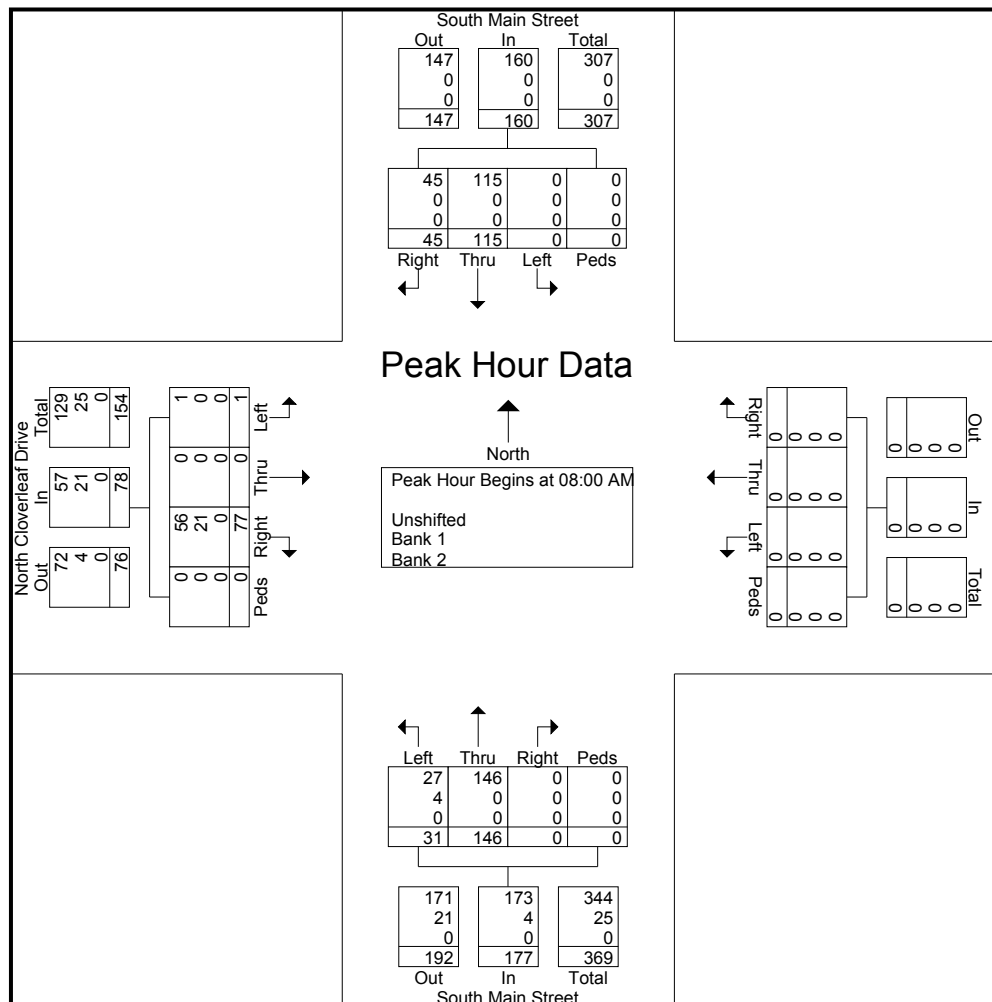 South Main Street
Out In Total
147 160 307
0 0 0
0 0 0
147 160 307
45 115 0 0
0 0 0 0
0 0 0 0
45 115 0 0
Right Thru Left Peds
Peak Hour Data
North
Peak Hour Begins at 08:00 AM
Unshifted
Bank 1
Bank 2
North Cloverleaf Drive
Out In Total
72 57 129
4 21 25
0 0 0
76 78 154
1 0 0 1
0 0 0 0
56 21 0 77
0 0 0 0
Left
Thru
Right
Peds
Right
Thru
Left
Peds
0 0 0 0
0 0 0 0
0 0 0 0
0 0 0 0
Out In Total
0 0 0
0 0 0
0 0 0
0 0 0
Left Thru Right Peds
27 146 0 0
4 0 0 0
0 0 0 0
31 146 0 0
171 173 344
21 4 25
0 0 0
192 177 369
Out In Total
South Main Street